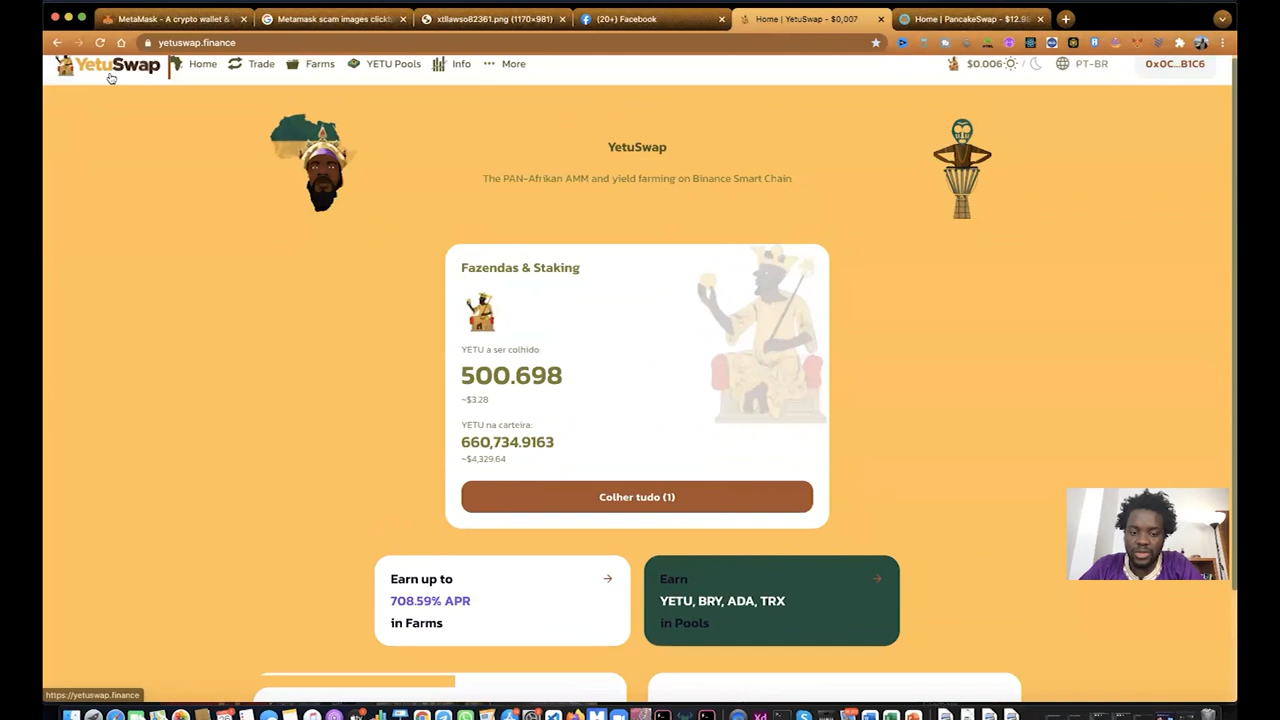 MetaMask - A crypto wallet &
Metamask scam images clickb
xtllawso82361.png (1170×981)
(20+) Facebook
Home | YetuSwap - $0,007
Home | PancakeSwap - $12.9
yetuswap.finance
YetuSwap
Home
Trade
Farms
YETU Pools
Info
More
$0.006
/
PT-BR
0x0C...B1C6
YetuSwap
The PAN-Afrikan AMM and yield farming on Binance Smart Chain
Fazendas & Staking
YETU a ser colhido:
500.698
~$3.28
YETU na carteira:
660,734.9163
~$4,329.64
Colher tudo (1)
Earn up to
708.59% APR
in Farms
Earn
YETU, BRY, ADA, TRX
in Pools
https://yetuswap.finance